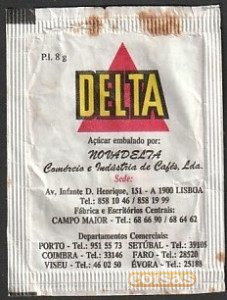 P.I. 8 g
DELTA
Açúcar embalado por:
NOVADELTA
Comércio e Indústria de Cafés, Lda.
Sede:
Av. Infante D. Henrique, 151 - A 1900 LISBOA
Tel.: 858 10 46 / 858 19 99
Fábrica e Escritórios Centrais:
CAMPO MAIOR - Tel.: 68 66 90 / 68 64 62
Departamentos Comerciais:
PORTO - Tel.: 951 55 73 SETÚBAL - Tel.: 39105
COIMBRA - Tel.: 33146 FARO - Tel.: 28520
VISEU - Tel.: 46 02 50 ÉVORA - Tel.: 25188